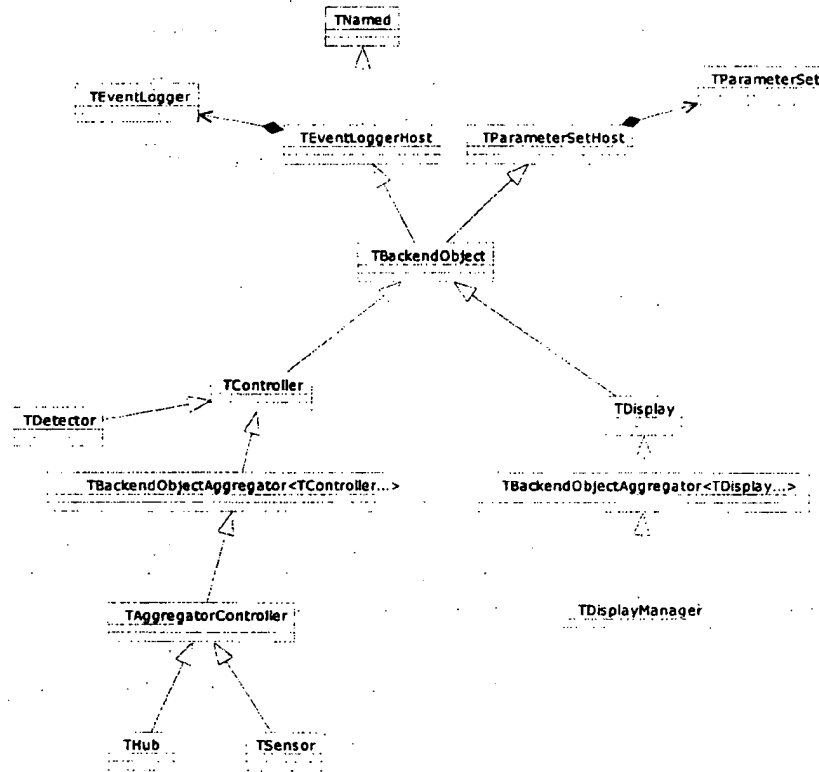 TNamed
TParameterSet
TEventLogger
TEventLoggerHost
TParameterSetHost
TBackendObject
TController
TDisplay
TDetector
TBackendObjectAggregator<TController...>
TBackendObjectAggregator<TDisplay...>
TAggregatorController
TDisplayManager
THub
TSensor